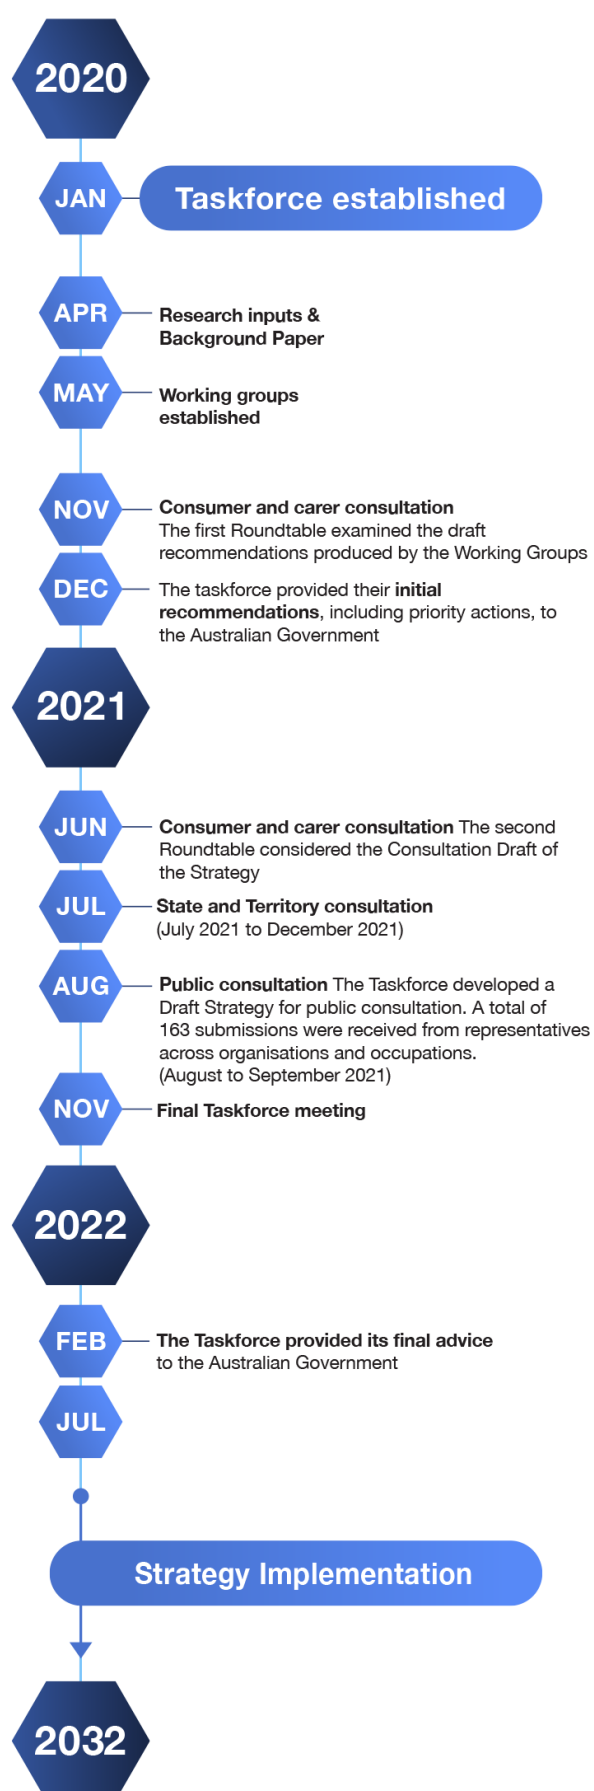 2020
JAN
Taskforce established
APR
Research inputs &
Background Paper
MAY
Working groups
established
NOV
Consumer and carer consultation
The first Roundtable examined the draft
recommendations produced by the Working Groups
DEC
The taskforce provided their initial
recommendations, including priority actions, to
the Australian Government
2021
JUN
Consumer and carer consultation The second
Roundtable considered the Consultation Draft of
the Strategy
JUL
State and Territory consultation
(July 2021 to December 2021)
AUG
Public consultation The Taskforce developed a
Draft Strategy for public consultation. A total of
163 submissions were received from representatives
across organisations and occupations.
(August to September 2021)
NOV
Final Taskforce meeting
2022
FEB
The Taskforce provided its final advice
to the Australian Government
JUL
Strategy Implementation
2032